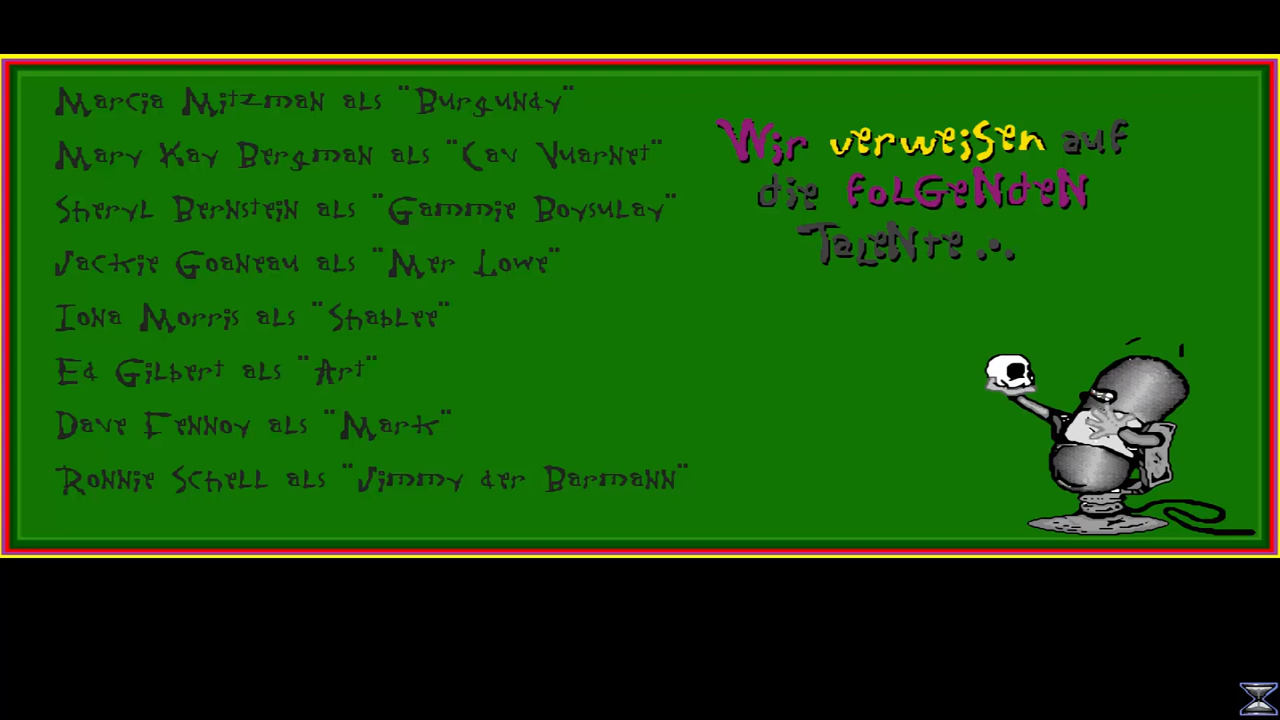 Marcia Mitzman als "Burgundy"
Mary Kay Bergman als "Cav Vuarnet"
Sheryl Bernstein als "Gammie Boysulay"
Jackie Goaneau als "Mer Lowe"
Iona Morris als "Shablee"
Ed Gilbert als "Art"
Dave Fennoy als "Mark"
Ronnie Schell als "Jimmy der Barmann"
Wir verweisen auf
die folgenden
Talente ...